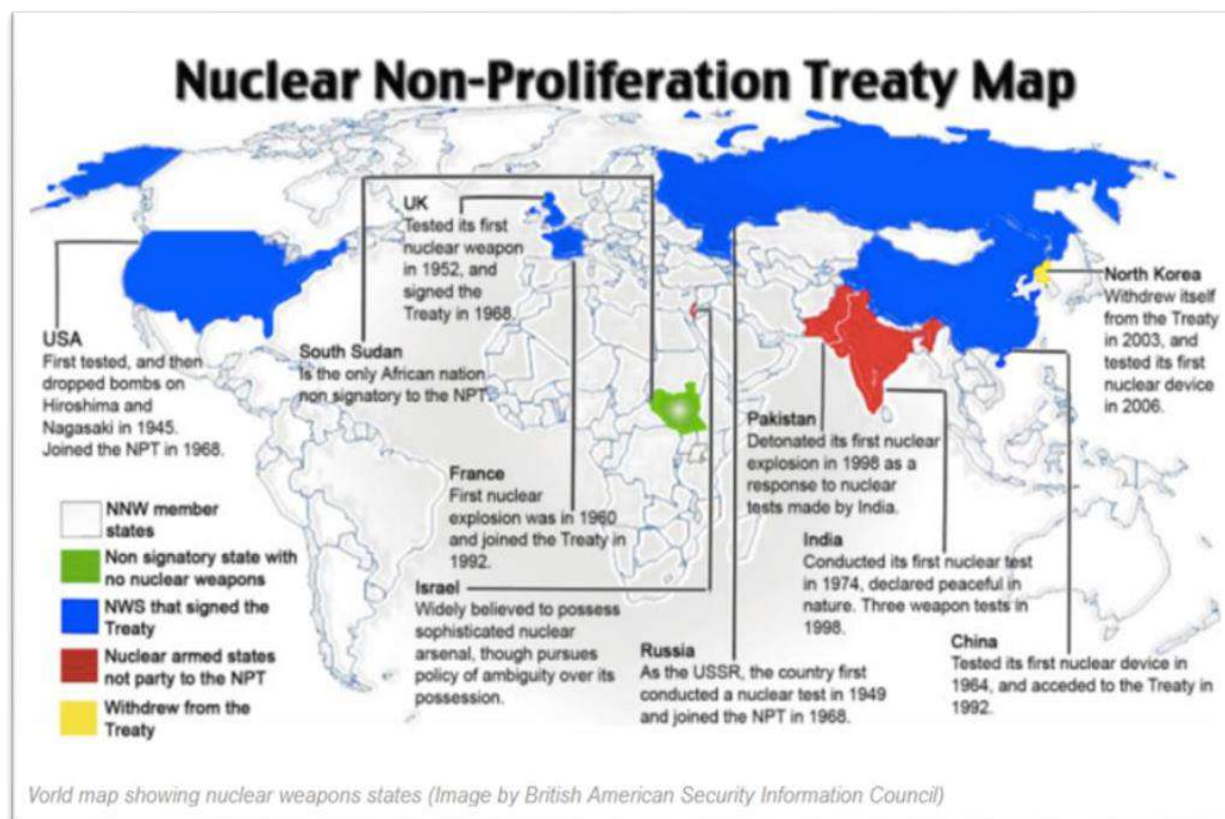 Nuclear Non-Proliferation Treaty Map
UK
Tested its first
nuclear weapon
in 1952, and
signed the
Treaty in 1968.
USA
First tested, and then
dropped bombs on
Hiroshima and
Nagasaki in 1945.
Joined the NPT in 1968.
South Sudan
Is the only African nation
non signatory to the NPT.
North Korea
Withdrew itself
from the Treaty
in 2003, and
tested its first
nuclear device
in 2006.
Pakistan
Detonated its first nuclear
explosion in 1998 as a
response to nuclear
tests made by India.
France
First nuclear
explosion was in 1960
and joined the Treaty in
1992.
India
Conducted its first nuclear test
in 1974, declared peaceful in
nature. Three weapon tests in
1998.
Israel
Widely believed to possess
sophisticated nuclear
arsenal, though pursues
policy of ambiguity over its
possession.
Russia
As the USSR, the country first
conducted a nuclear test in 1949
and joined the NPT in 1968.
China
Tested its first nuclear device in
1964, and acceded to the Treaty in
1992.
NNW member
states
Non signatory state with
no nuclear weapons
NWS that signed the
Treaty
Nuclear armed states
not party to the NPT
Withdrew from the
Treaty
Vorld map showing nuclear weapons states (Image by British American Security Information Council)